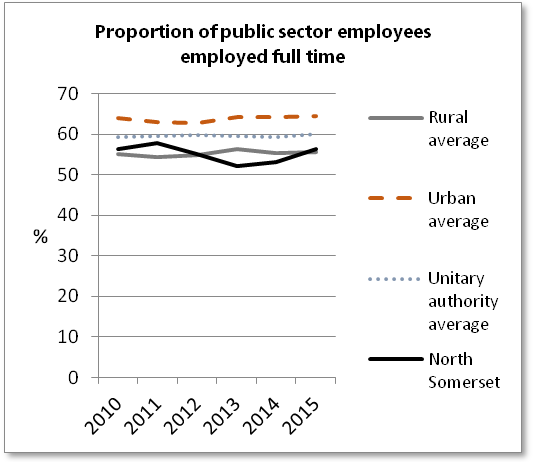 Proportion of public sector employees
employed full time
70
60
50
40
30
20
10
0
%
2010
2011
2012
2013
2014
2015
Rural
average
Urban
average
Unitary
authority
average
North
Somerset